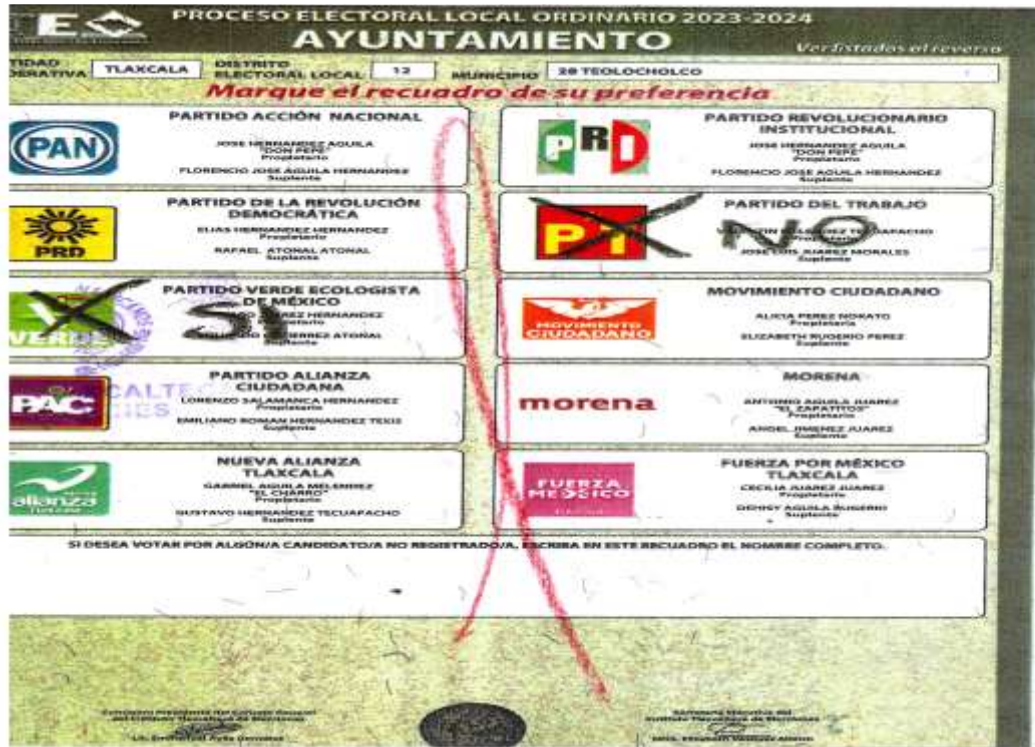 PROCESO ELECTORAL LOCAL ORDINARIO 2023-2024
AYUNTAMIENTO
Ver listados al reverso
TLAXCALA
DISTRITO ELECTORAL LOCAL 12
MUNICIPIO 28 TEOLOCHOLCO
Marque el recuadro de su preferencia
PAN
PARTIDO ACCIÓN NACIONAL
JOSE HERNANDEZ AGUILA
"DON PEPE"
Propietario
FLORENCIO JOSE AGUILA HERNANDEZ
Suplente
PRI
PARTIDO REVOLUCIONARIO
INSTITUCIONAL
JOSE HERNANDEZ AGUILA
"DON PEPE"
Propietario
FLORENCIO JOSE AGUILA HERNANDEZ
Suplente
PRD
PARTIDO DE LA REVOLUCIÓN
DEMOCRÁTICA
ELIAS HERNANDEZ HERNANDEZ
Propietario
RAFAEL ATONAL ATONAL
Suplente
PT
PARTIDO DEL TRABAJO
NO
Propietario
JOSE LUIS JUAREZ MORALES
Suplente
VERDE
PARTIDO VERDE ECOLOGISTA
DE MÉXICO
SI
HERNANDEZ
Propietario
ATONAL
Suplente
MOVIMIENTO
CIUDADANO
MOVIMIENTO CIUDADANO
ALICIA PEREZ NOKATO
Propietario
ELIZABETH RUGERIO PEREZ
Suplente
PAC
PARTIDO ALIANZA
CIUDADANA
LORENZO SALAMANCA HERNANDEZ
Propietario
EMILIANO ROMAN HERNANDEZ TEXIS
Suplente
morena
MORENA
ANTONIO AGUILA JUAREZ
"EL ZAPATITOS"
Propietario
ANGEL JIMENEZ JUAREZ
Suplente
alianza
NUEVA ALIANZA
TLAXCALA
GABRIEL AGUILA MELENDEZ
"EL CHARRO"
Propietario
GUSTAVO HERNANDEZ TECUAPACHO
Suplente
FUERZA
MEXICO
FUERZA POR MÉXICO
TLAXCALA
CECILIA JUAREZ JUAREZ
Propietario
DENNY AGUILA RUGERIO
Suplente
SI DESEA VOTAR POR ALGÚN/A CANDIDATO/A NO REGISTRADO/A, ESCRIBA EN ESTE RECUADRO EL NOMBRE COMPLETO.